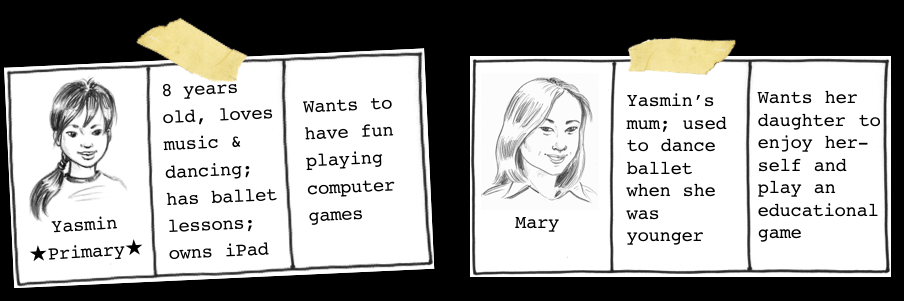 Yasmin
★Primary★
8 years
old, loves
music &
dancing;
has ballet
lessons;
owns iPad
Wants to
have fun
playing
computer
games
Mary
Yasmin's
mum; used
to dance
ballet
when she
was
younger
Wants her
daughter to
enjoy her-
self and
play an
educational
game